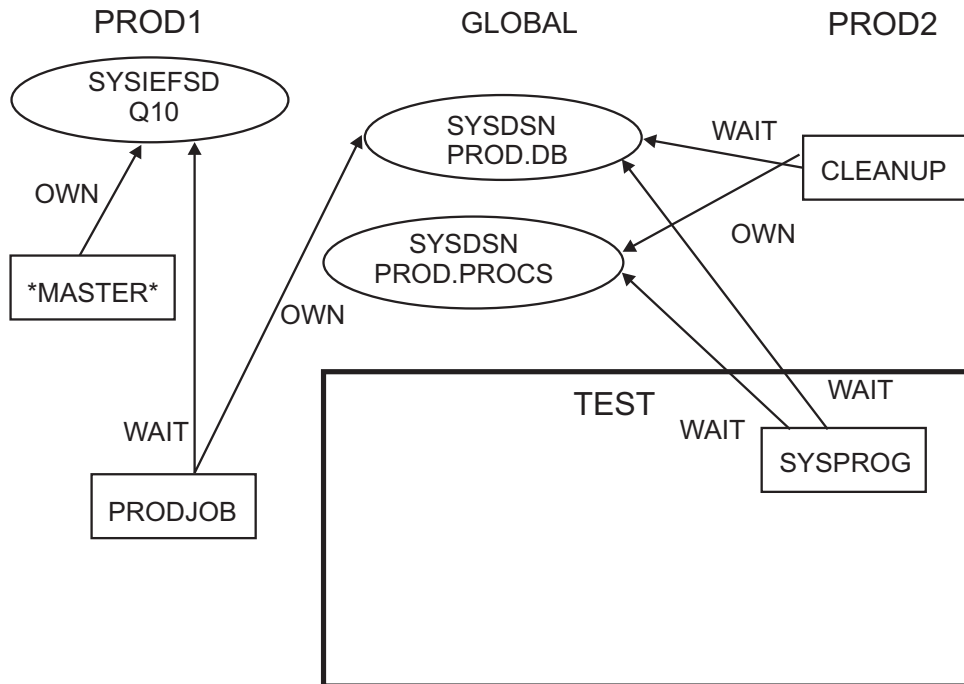 PROD1
GLOBAL
PROD2
SYSIEFSD
Q10
SYSDSN
PROD.DB
WAIT
CLEANUP
OWN
OWN
SYSDSN
PROD.PROCS
*MASTER*
OWN
TEST
WAIT
WAIT
WAIT
SYSPROG
PRODJOB